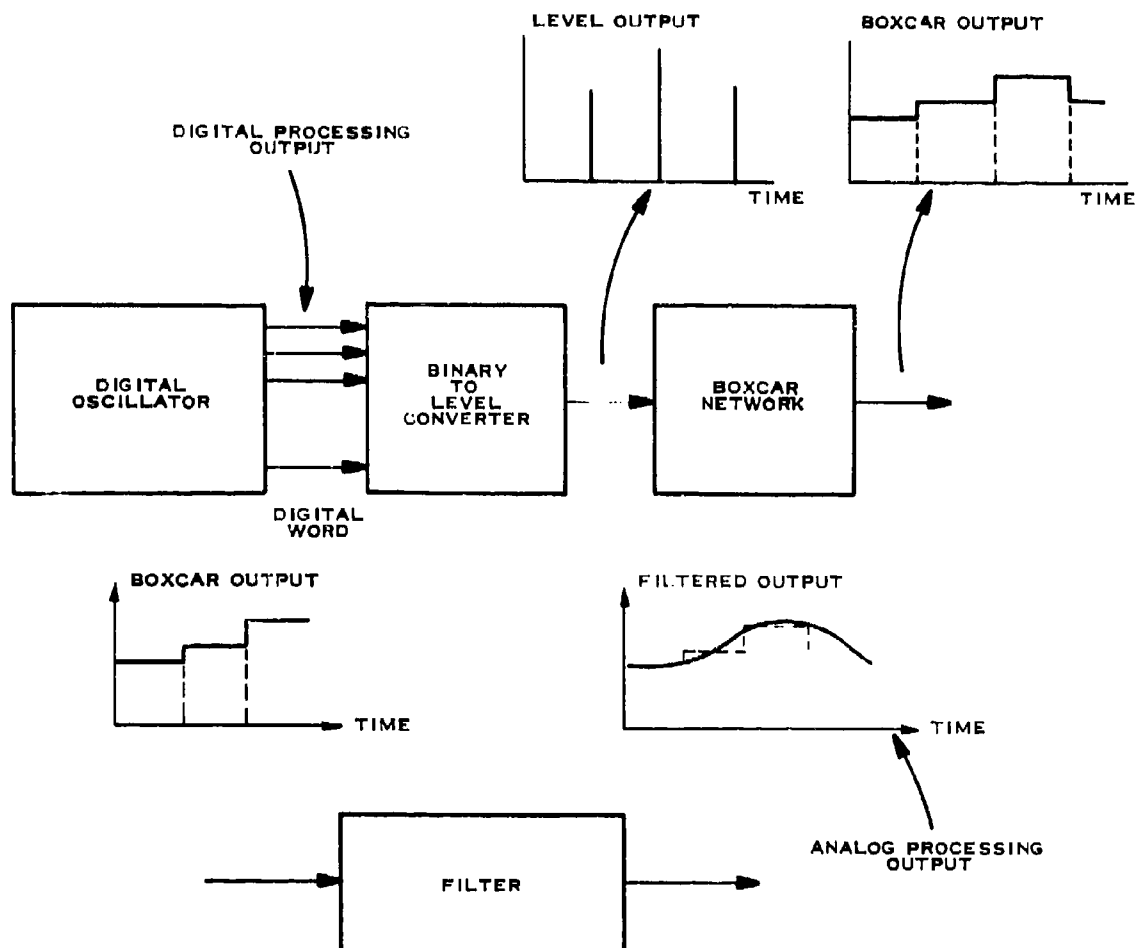 LEVEL OUTPUT
BOXCAR OUTPUT
DIGITAL PROCESSING
OUTPUT
TIME
TIME
DIGITAL
OSCILLATOR
BINARY
TO
LEVEL
CONVERTER
BOXCAR
NETWORK
DIGITAL
WORD
BOXCAR OUTPUT
FILTERED OUTPUT
TIME
TIME
ANALOG PROCESSING
OUTPUT
FILTER